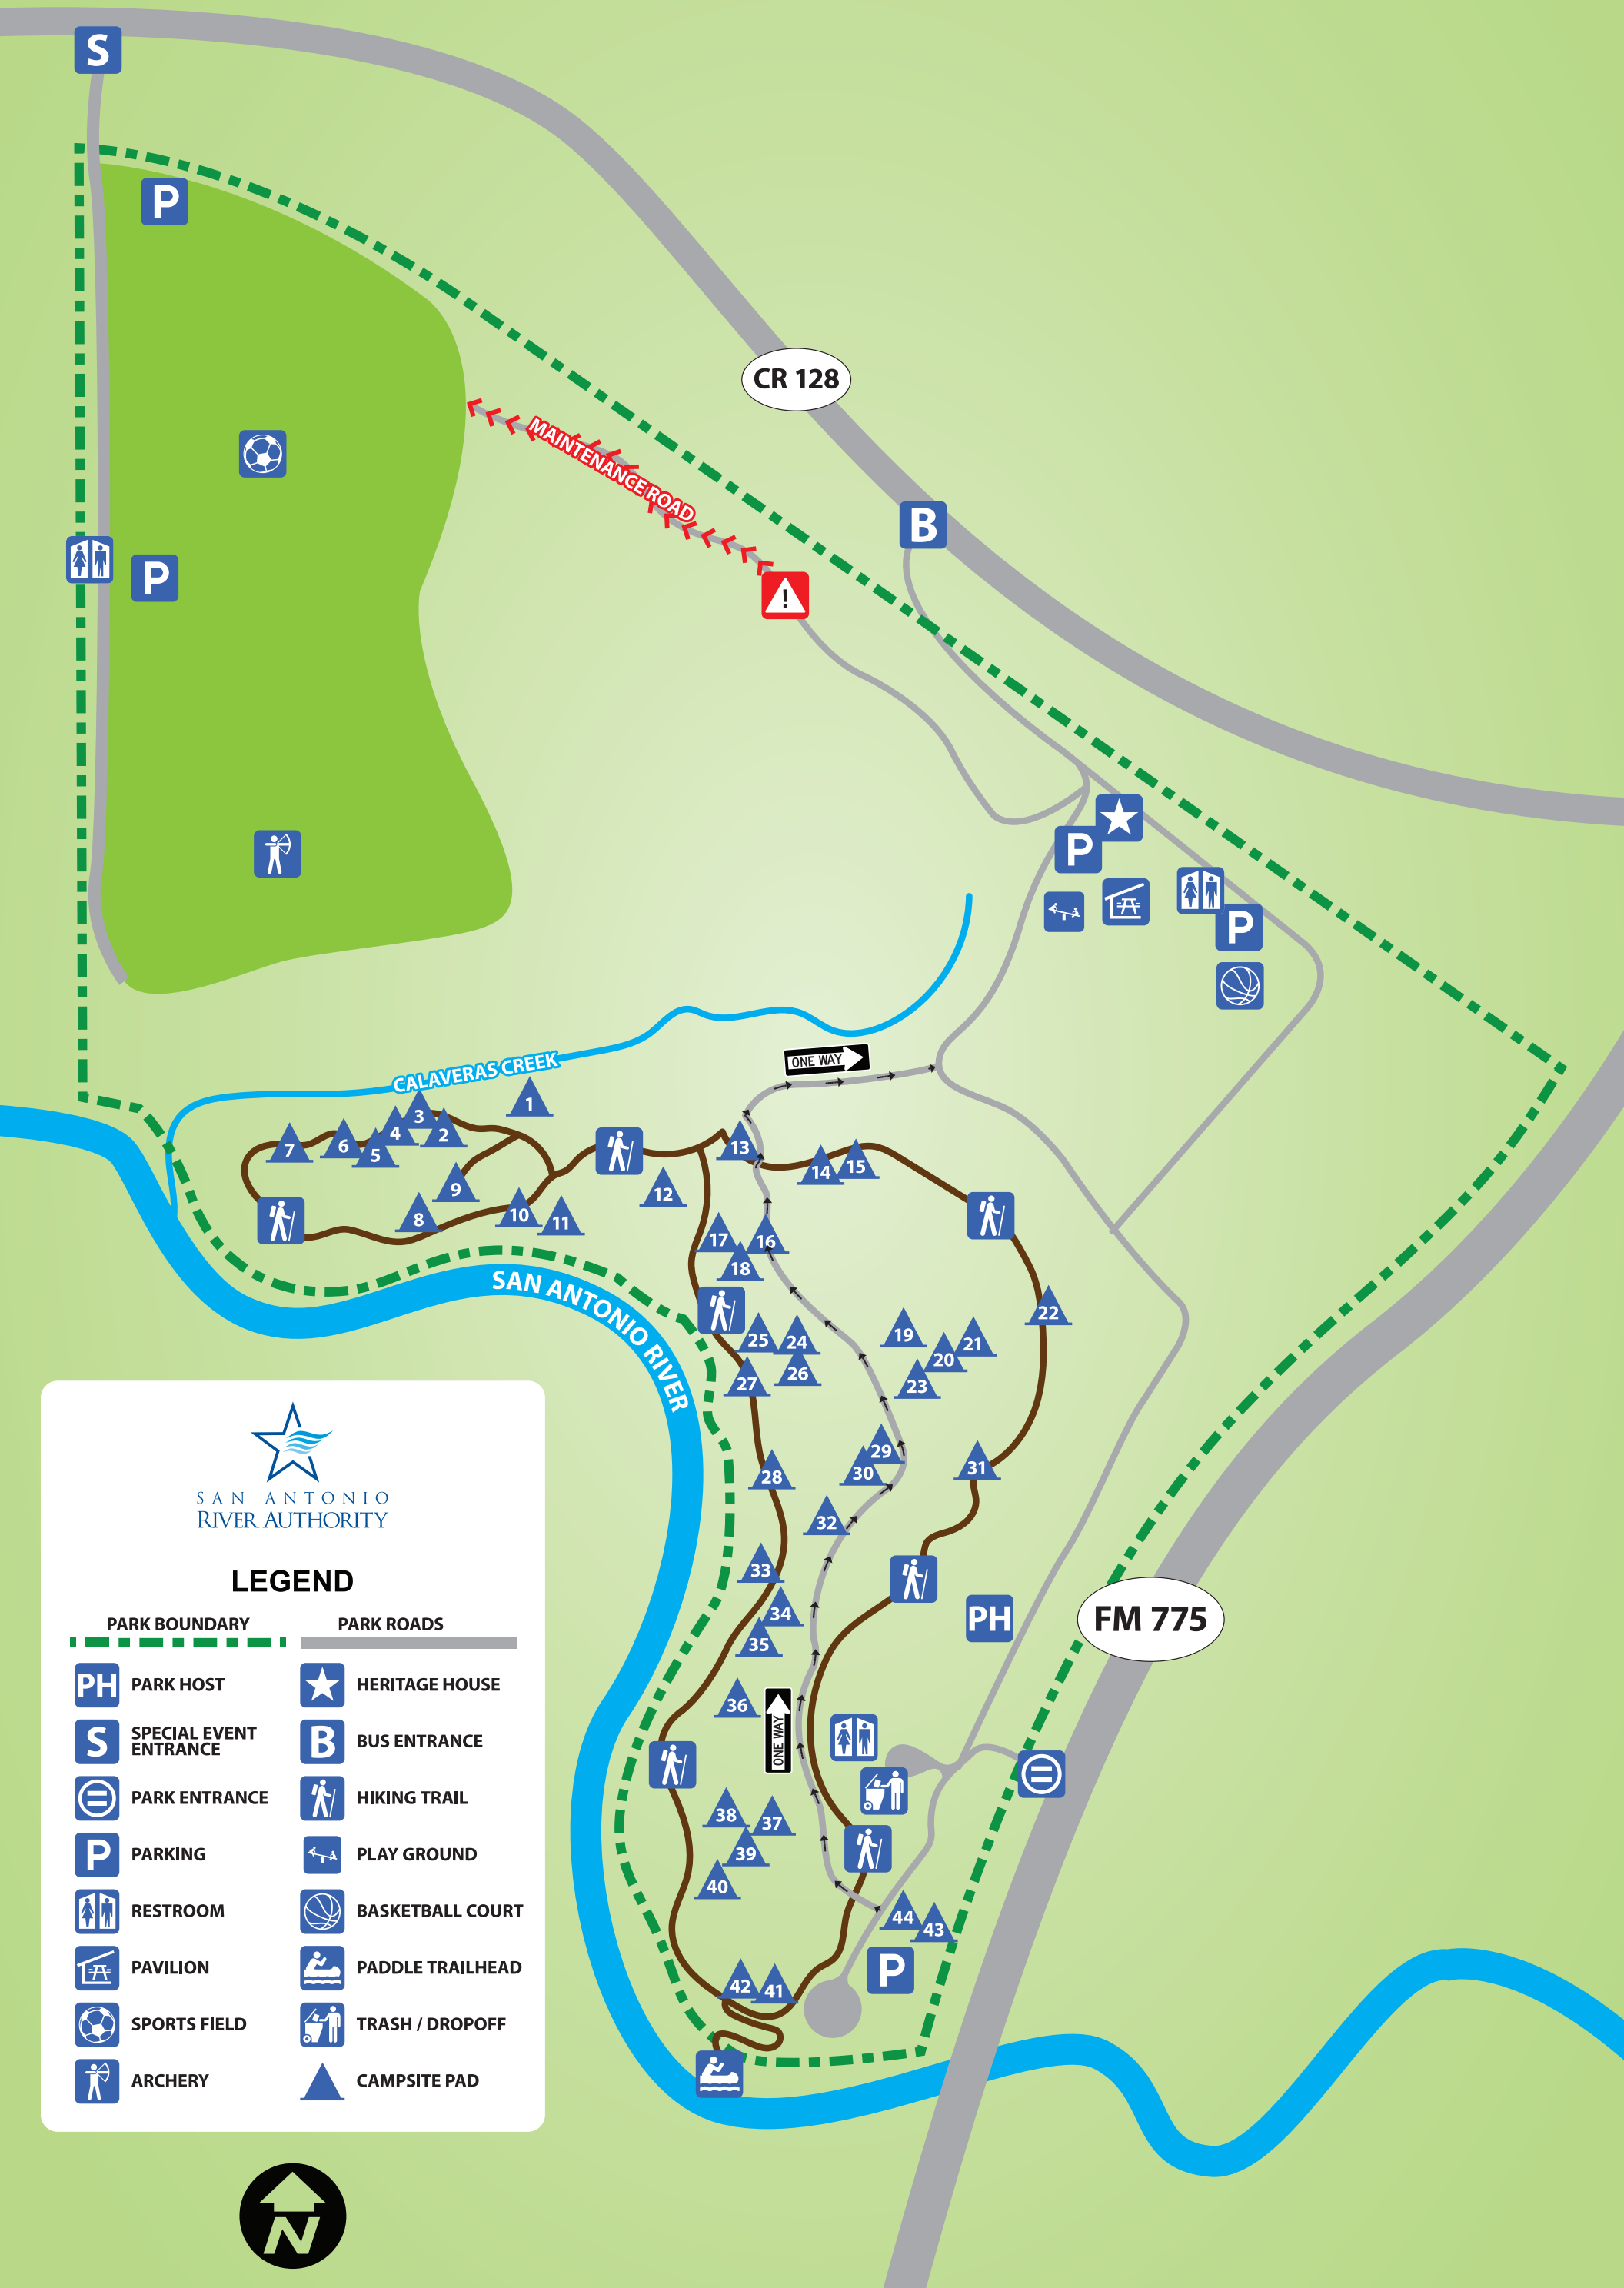 S
P
CR 128
MAINTENANCE ROAD
B
!
P
P
P
ONE WAY
CALAVERAS CREEK
1
3
2
4
6
7
5
13
14
15
9
12
8
10
11
17
16
18
SAN ANTONIO RIVER
22
19
25
24
21
20
26
27
23
29
30
28
31
32
33
34
35
PH
FM 775
36
ONE WAY
38
37
39
40
44
43
P
42
41
SAN ANTONIO
RIVER AUTHORITY
LEGEND
PARK BOUNDARY
PARK ROADS
PH PARK HOST
HERITAGE HOUSE
S SPECIAL EVENT
ENTRANCE
B BUS ENTRANCE
PARK ENTRANCE
HIKING TRAIL
P PARKING
PLAY GROUND
RESTROOM
BASKETBALL COURT
PAVILION
PADDLE TRAILHEAD
SPORTS FIELD
TRASH / DROPOFF
ARCHERY
CAMPSITE PAD
N